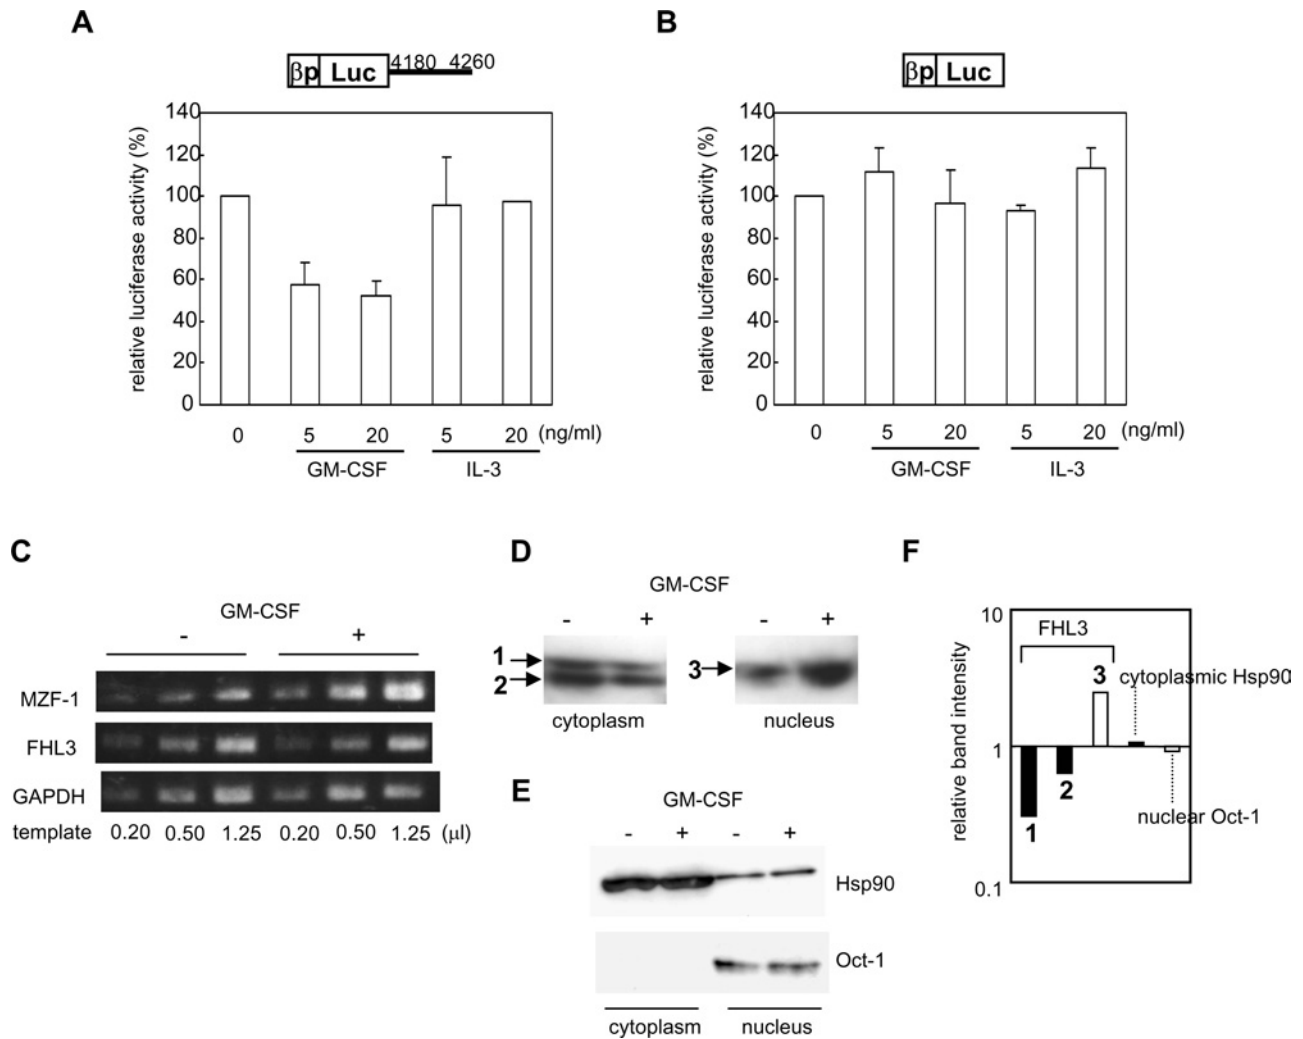 A
βp Luc 4180 4260
relative luciferase activity (%)
140
120
100
80
60
40
20
0
0 5 20 5 20 (ng/ml)
GM-CSF IL-3
B
βp Luc
relative luciferase activity (%)
140
120
100
80
60
40
20
0
0 5 20 5 20 (ng/ml)
GM-CSF IL-3
C
GM-CSF
- +
MZF-1
FHL3
GAPDH
template 0.20 0.50 1.25 0.20 0.50 1.25 (μl)
D
GM-CSF
- + - +
1
2
3
cytoplasm nucleus
E
GM-CSF
- + - +
Hsp90
Oct-1
cytoplasm nucleus
F
relative band intensity
10
1
0.1
FHL3
1
2
3
cytoplasmic Hsp90
nuclear Oct-1